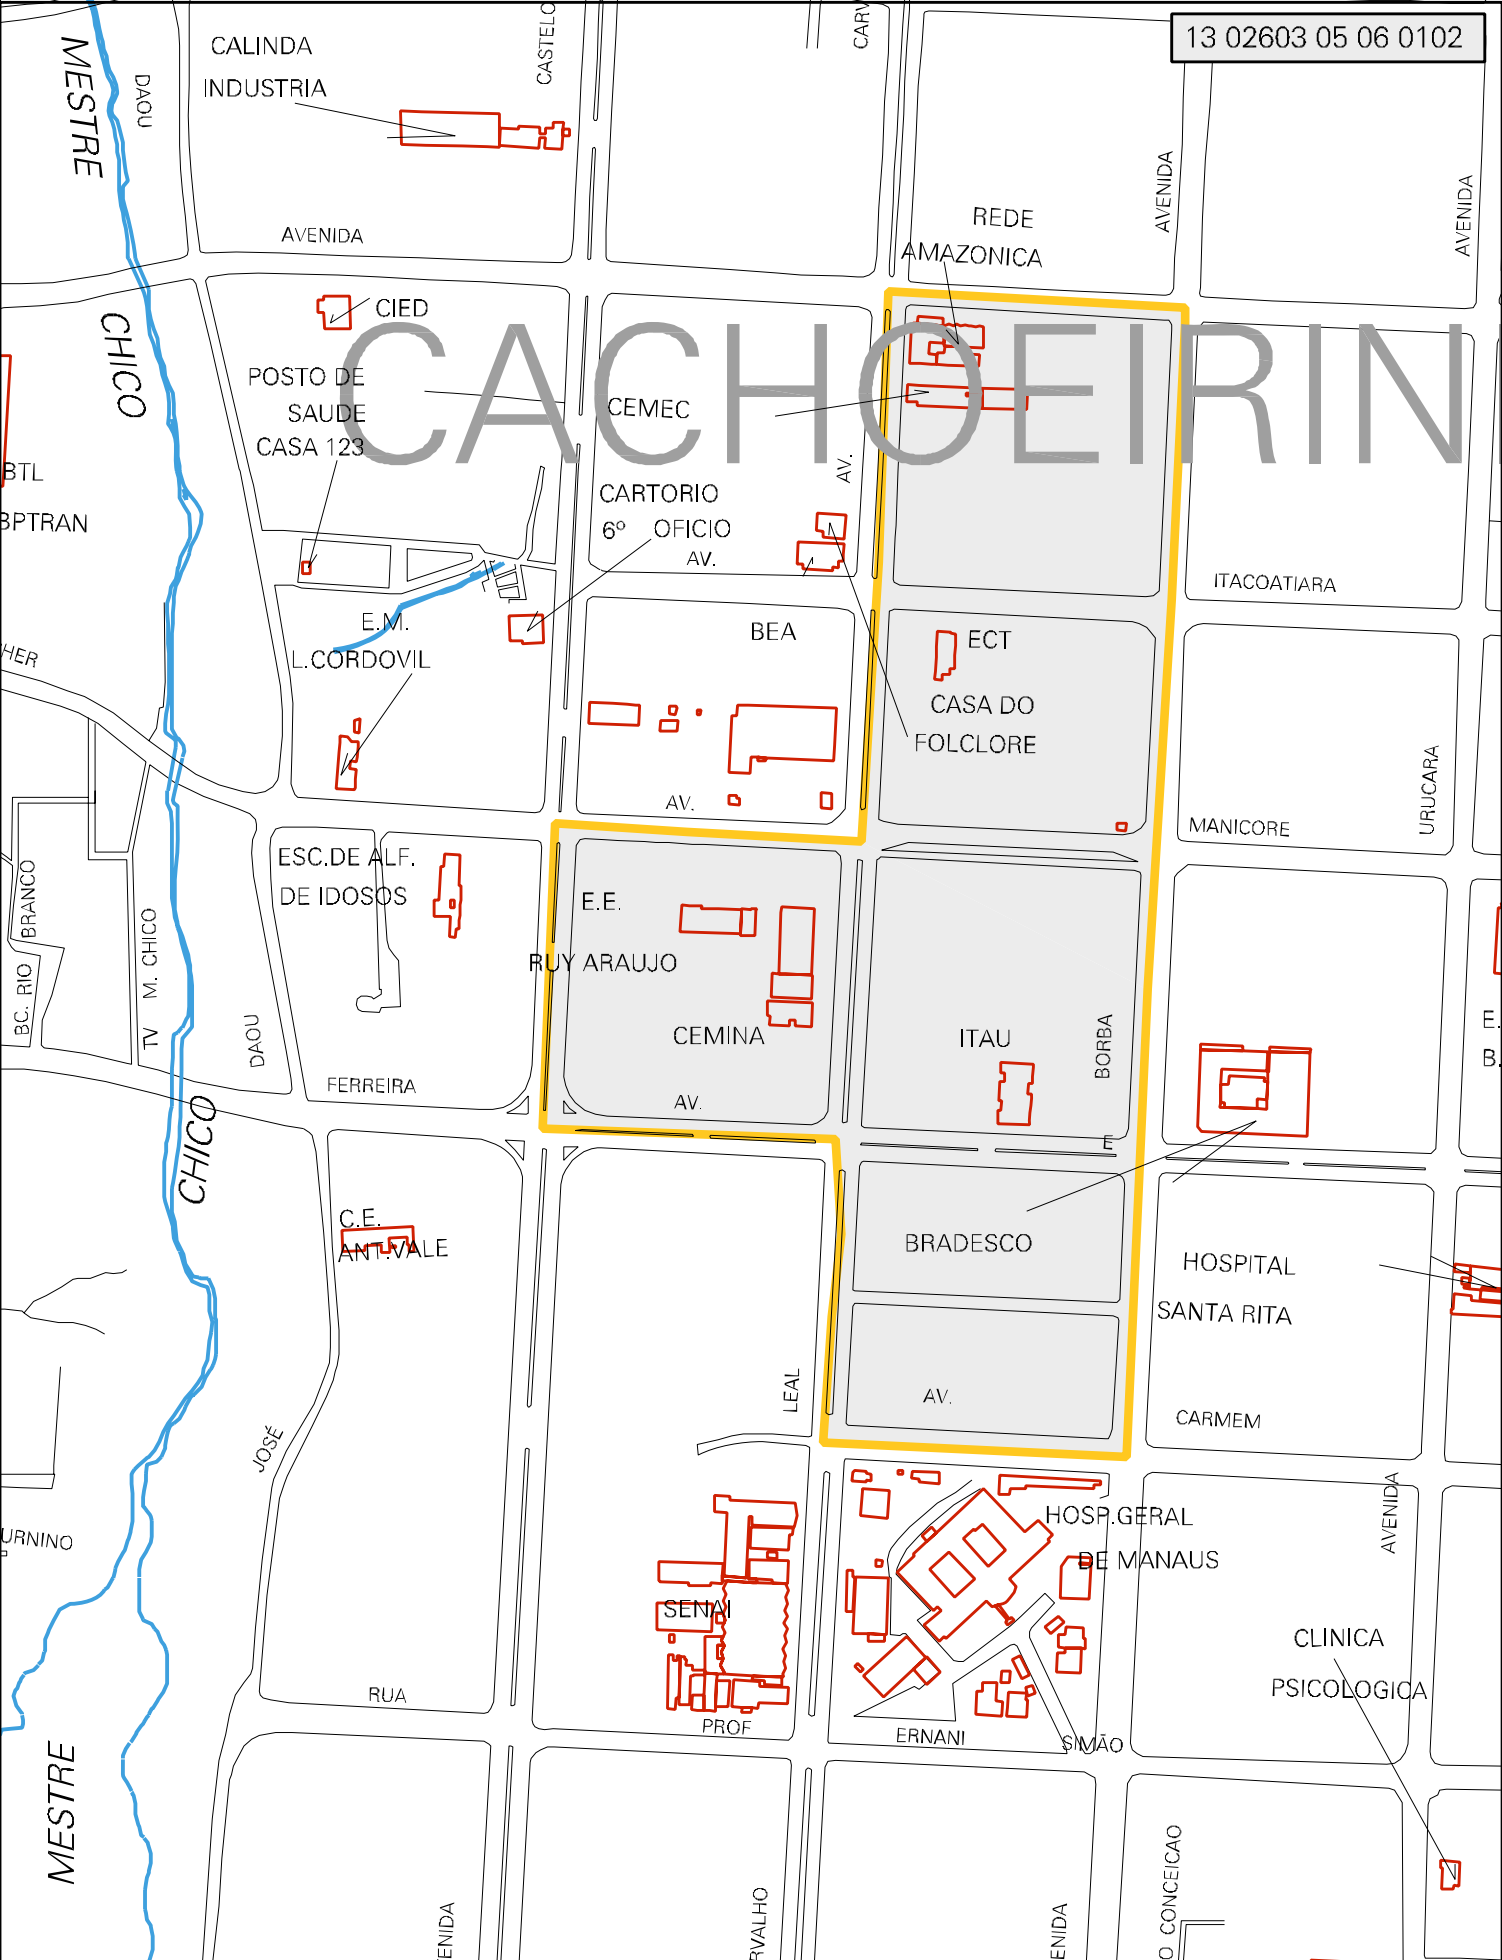 13 02603 05 06 0102
MESTRE
DAOU
CALINDA
INDUSTRIA
CASTELO
CARV
AVENIDA
AVENIDA
AVENIDA
REDE
AMAZONICA
CHICO
CIED
CACHOEIRIN
POSTO DE
SAUDE
CASA 123
CEMEC
AV.
BTL
BPTRAN
CARTORIO
6º OFICIO
AV.
ITACOATIARA
E.M.
L.CORDOVIL
HER
BEA
ECT
CASA DO
FOLCLORE
AV.
MANICORE
URUCARA
ESC.DE ALF.
DE IDOSOS
E.E.
RUY ARAUJO
CEMINA
BC. RIO BRANCO
TV M. CHICO
DAOU
FERREIRA
AV.
ITAU
BORBA
E
E.
B.
CHICO
C.E.
ANT.VALE
BRADESCO
HOSPITAL
SANTA RITA
LEAL
AV.
CARMEM
JOSÉ
AVENIDA
HOSP.GERAL
DE MANAUS
URNINO
SENAI
CLINICA
PSICOLOGICA
RUA
PROF
ERNANI
SIMÃO
MESTRE
ENIDA
RVALHO
ENIDA
O CONCEICAO